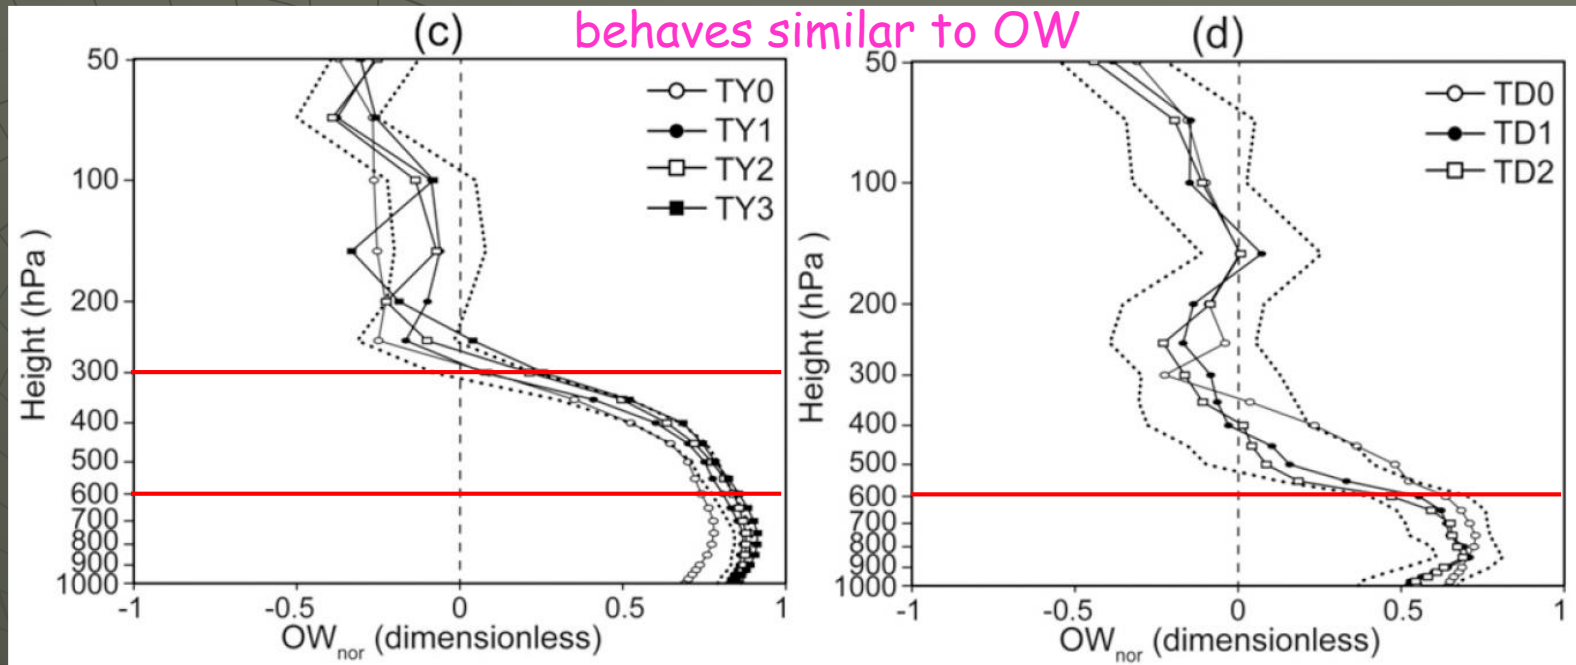 behaves similar to OW
(c)
TY0
TY1
TY2
TY3
50
100
200
300
400
500
600
700
800
900
1000
Height (hPa )
-1
-0.5
0
0.5
1
OWnor (dimensionless)
(d)
TD0
TD1
TD2
50
100
200
300
400
500
600
700
800
900
1000
Height (hPa )
-1
-0.5
0
0.5
1
OWnor (dimensionless)